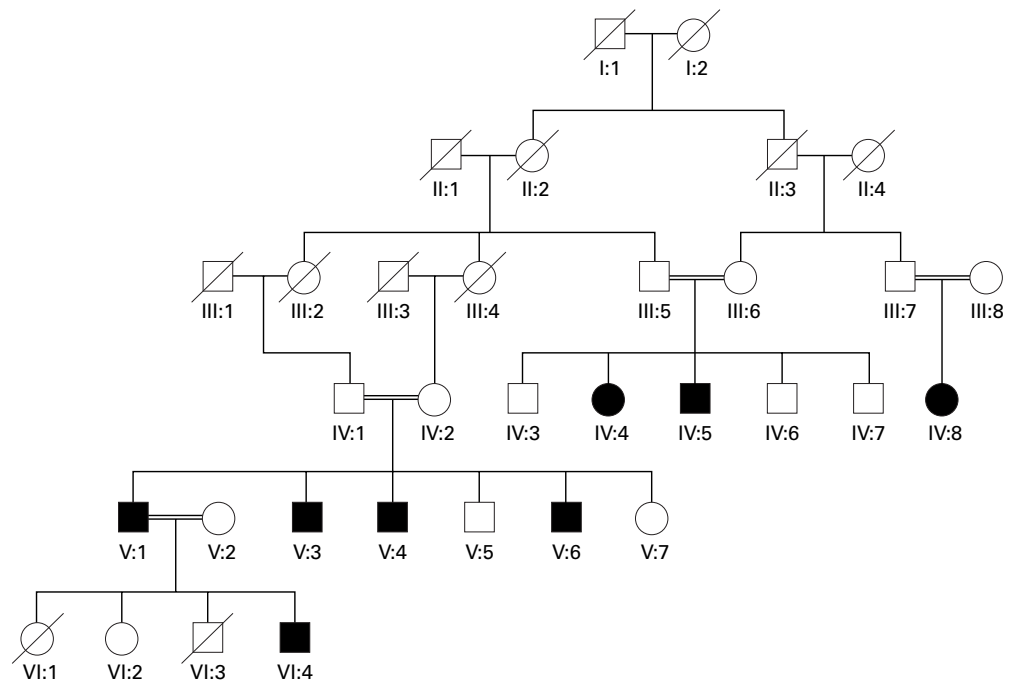 I:1 I:2
II:1 II:2 II:3 II:4
III:1 III:2 III:3 III:4 III:5 III:6 III:7 III:8
IV:1 IV:2 IV:3 IV:4 IV:5 IV:6 IV:7 IV:8
V:1 V:2 V:3 V:4 V:5 V:6 V:7
VI:1 VI:2 VI:3 VI:4